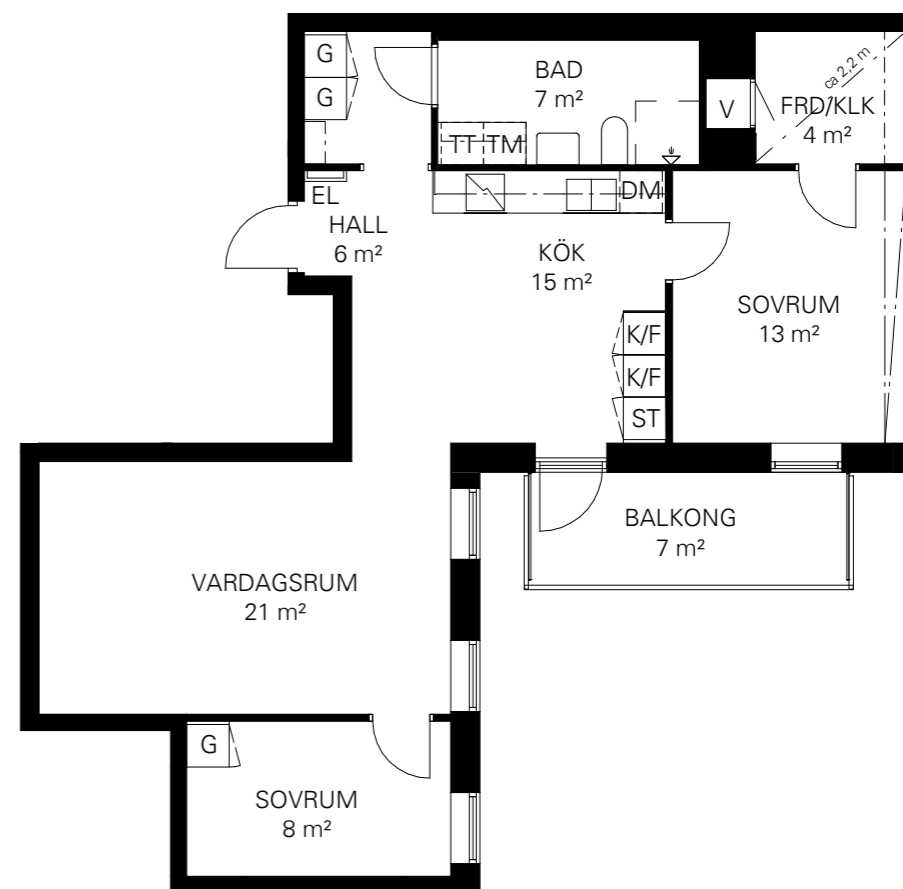 G
G
BAD
7 m²
TT TM
V
ca 2,2 m
FRD/KLK
4 m²
EL
HALL
6 m²
DM
KÖK
15 m²
SOVRUM
13 m²
K/F
K/F
ST
BALKONG
7 m²
VARDAGSRUM
21 m²
G
SOVRUM
8 m²